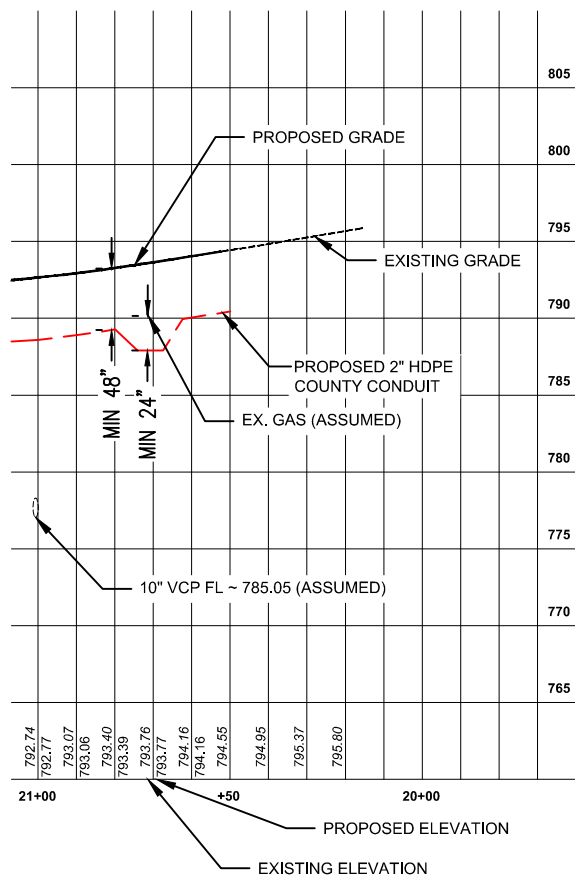 805
PROPOSED GRADE
800
795
EXISTING GRADE
790
PROPOSED 2" HDPE
COUNTY CONDUIT
785
MIN 48"
MIN 24"
EX. GAS (ASSUMED)
780
775
10" VCP FL ~ 785.05 (ASSUMED)
770
765
792.74
792.77
793.07
793.06
793.40
793.39
793.76
793.77
794.16
794.16
794.55
794.95
795.37
795.80
21+00
+50
20+00
PROPOSED ELEVATION
EXISTING ELEVATION